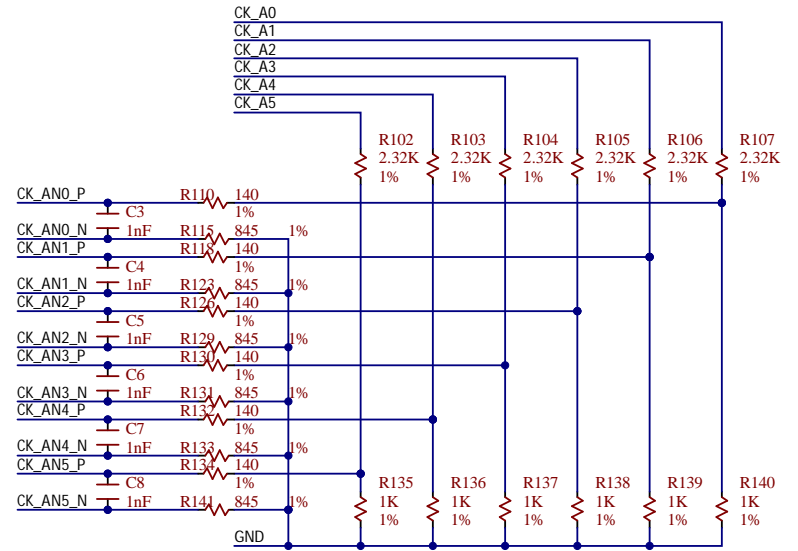 CK_A0
CK_A1
CK_A2
CK_A3
CK_A4
CK_A5
R102 R103 R104 R105 R106 R107
2.32K 2.32K 2.32K 2.32K 2.32K 2.32K
1% 1% 1% 1% 1% 1%
CK_AN0_P R110 140
1%
C3
CK_AN0_N 1nF R115 845 1%
CK_AN1_P R118 140
1%
C4
CK_AN1_N 1nF R123 845 1%
CK_AN2_P R126 140
1%
C5
CK_AN2_N 1nF R129 845 1%
CK_AN3_P R130 140
1%
C6
CK_AN3_N 1nF R131 845 1%
CK_AN4_P R132 140
1%
C7
CK_AN4_N 1nF R133 845 1%
CK_AN5_P R134 140
1%
C8
CK_AN5_N 1nF R141 845 1%
R135 R136 R137 R138 R139 R140
1K 1K 1K 1K 1K 1K
1% 1% 1% 1% 1% 1%
GND